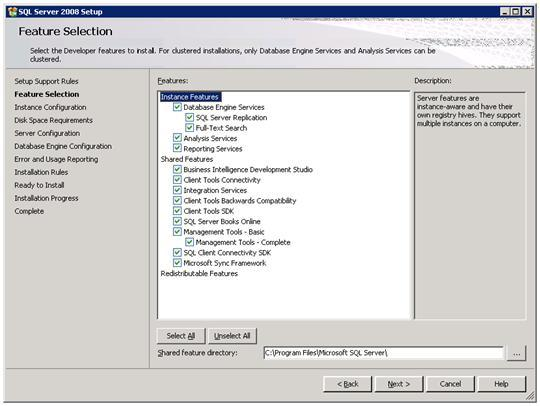 SQL Server 2008 Setup
Feature Selection
Select the Developer features to install. For clustered installations, only Database Engine Services and Analysis Services can be
clustered.
Setup Support Rules
Feature Selection
Instance Configuration
Disk Space Requirements
Server Configuration
Database Engine Configuration
Error and Usage Reporting
Installation Rules
Ready to Install
Installation Progress
Complete
Features:
Instance Features
Database Engine Services
SQL Server Replication
Full-Text Search
Analysis Services
Reporting Services
Shared Features
Business Intelligence Development Studio
Client Tools Connectivity
Integration Services
Client Tools Backwards Compatibility
Client Tools SDK
SQL Server Books Online
Management Tools - Basic
Management Tools - Complete
SQL Client Connectivity SDK
Microsoft Sync Framework
Redistributable Features
Description:
Server features are
instance-aware and have their
own registry hives. They support
multiple instances on a computer.
Select All
Unselect All
Shared feature directory:
C:\Program Files\Microsoft SQL Server\
...
< Back
Next >
Cancel
Help